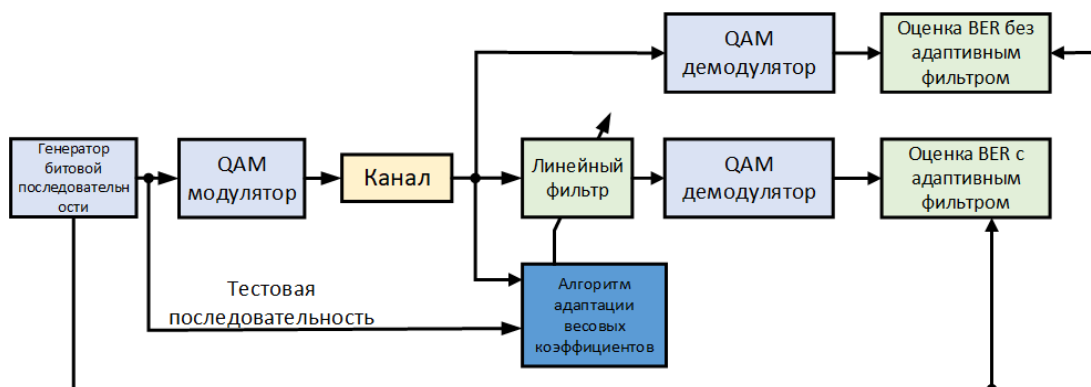 QAM
демодулятор
Оценка BER без
адаптивным
фильтром
Генератор
битовой
последовательн
ости
QAM
модулятор
Канал
Линейный
фильтр
QAM
демодулятор
Оценка BER с
адаптивным
фильтром
Тестовая
последовательность
Алгоритм
адаптации
весовых
коэффициентов